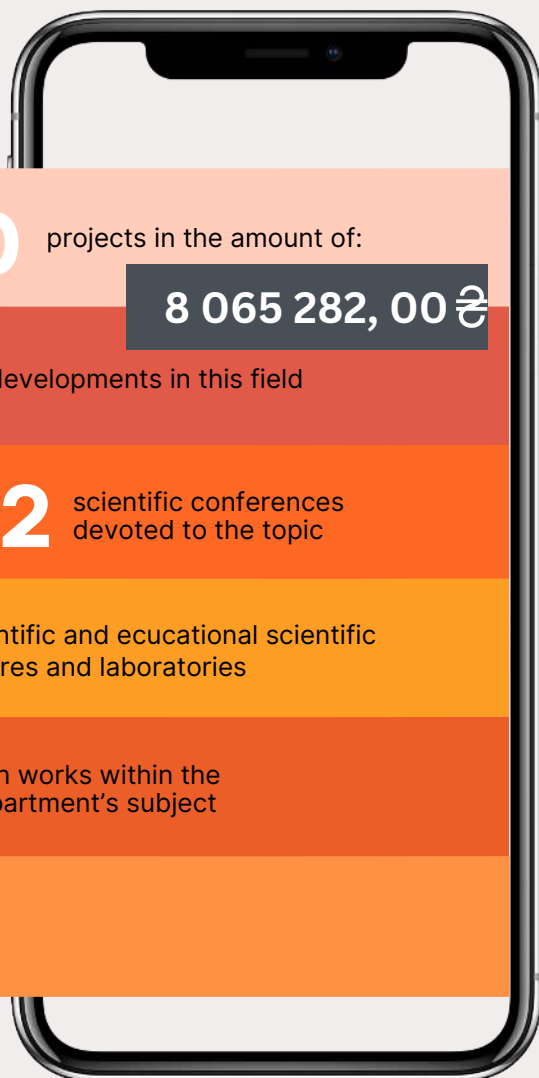 projects in the amount of:
8 065 282, 00 ₴
developments in this field
2 scientific conferences
devoted to the topic
ntific and ecucational scientific
res and laboratories
n works within the
partment’s subject